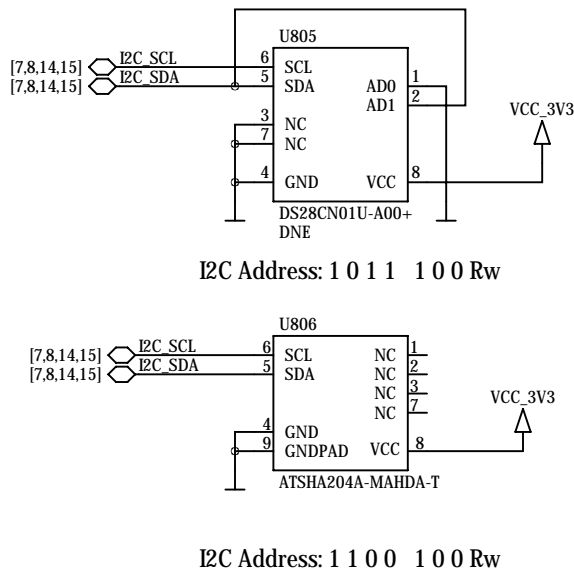 U805
[7,8,14,15] I2C_SCL 6 SCL
[7,8,14,15] I2C_SDA 5 SDA AD0 1
AD1 2
3 NC
7 NC
VCC_3V3
4 GND VCC 8
DS28CN01U-A00+
DNE
I2C Address: 1 0 1 1 1 0 0 Rw
U806
[7,8,14,15] I2C_SCL 6 SCL NC 1
[7,8,14,15] I2C_SDA 5 SDA NC 2
NC 3
NC 7
VCC_3V3
4 GND
9 GNDPAD VCC 8
ATSHA204A-MAHDA-T
I2C Address: 1 1 0 0 1 0 0 Rw